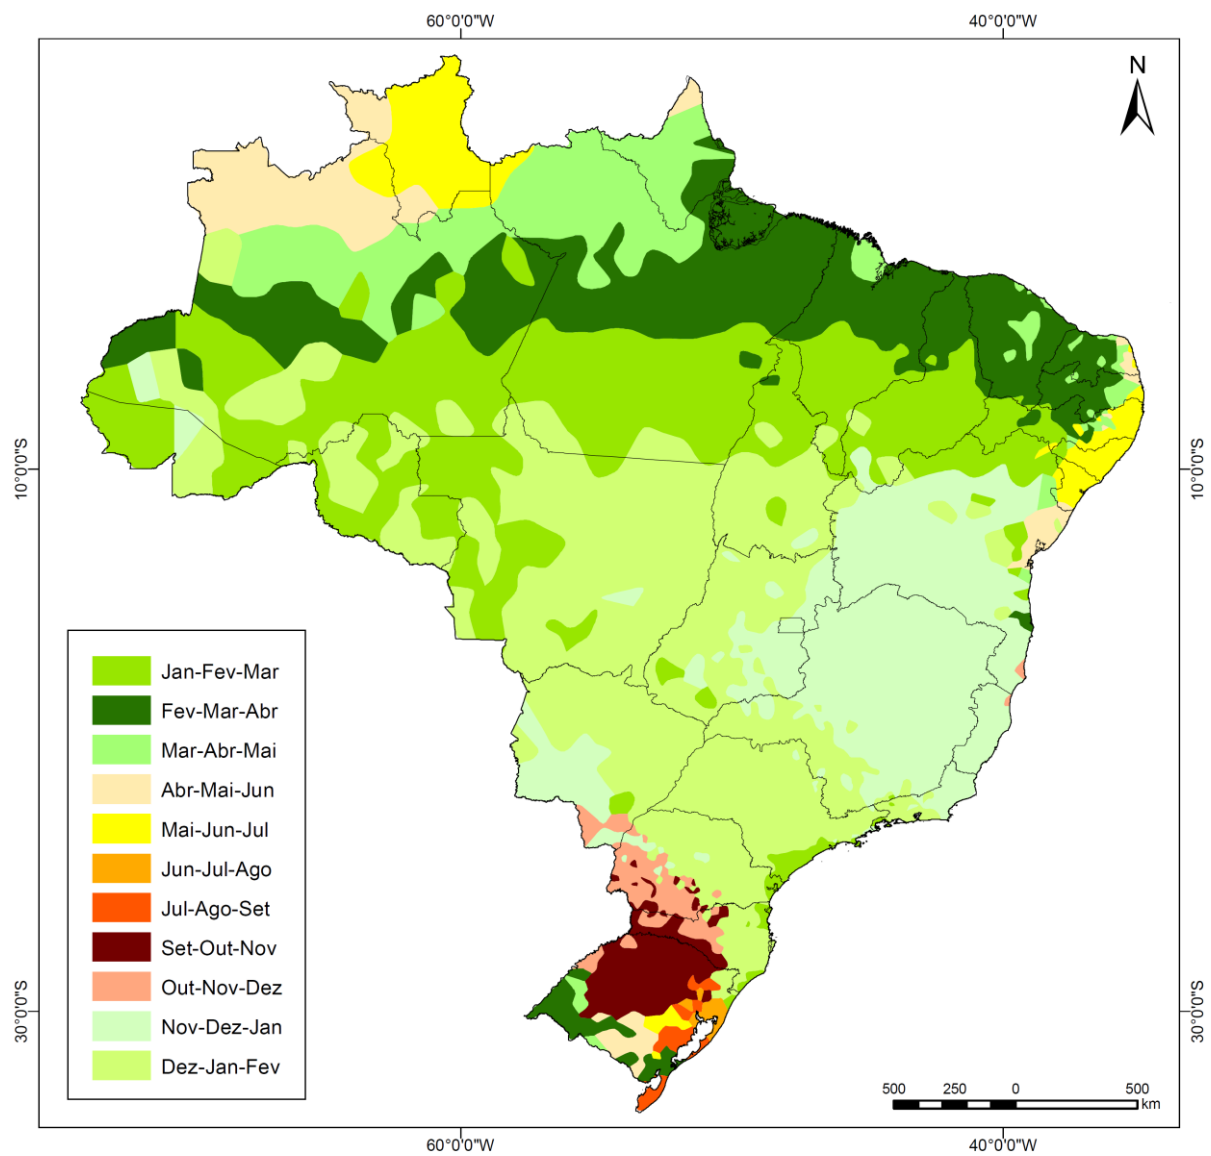 60°0'0"W
40°0'0"W
N
10°0'0"S
10°0'0"S
Jan-Fev-Mar
Fev-Mar-Abr
Mar-Abr-Mai
Abr-Mai-Jun
Mai-Jun-Jul
Jun-Jul-Ago
Jul-Ago-Set
Set-Out-Nov
Out-Nov-Dez
Nov-Dez-Jan
Dez-Jan-Fev
30°0'0"S
30°0'0"S
500 250 0 500
km
60°0'0"W
40°0'0"W